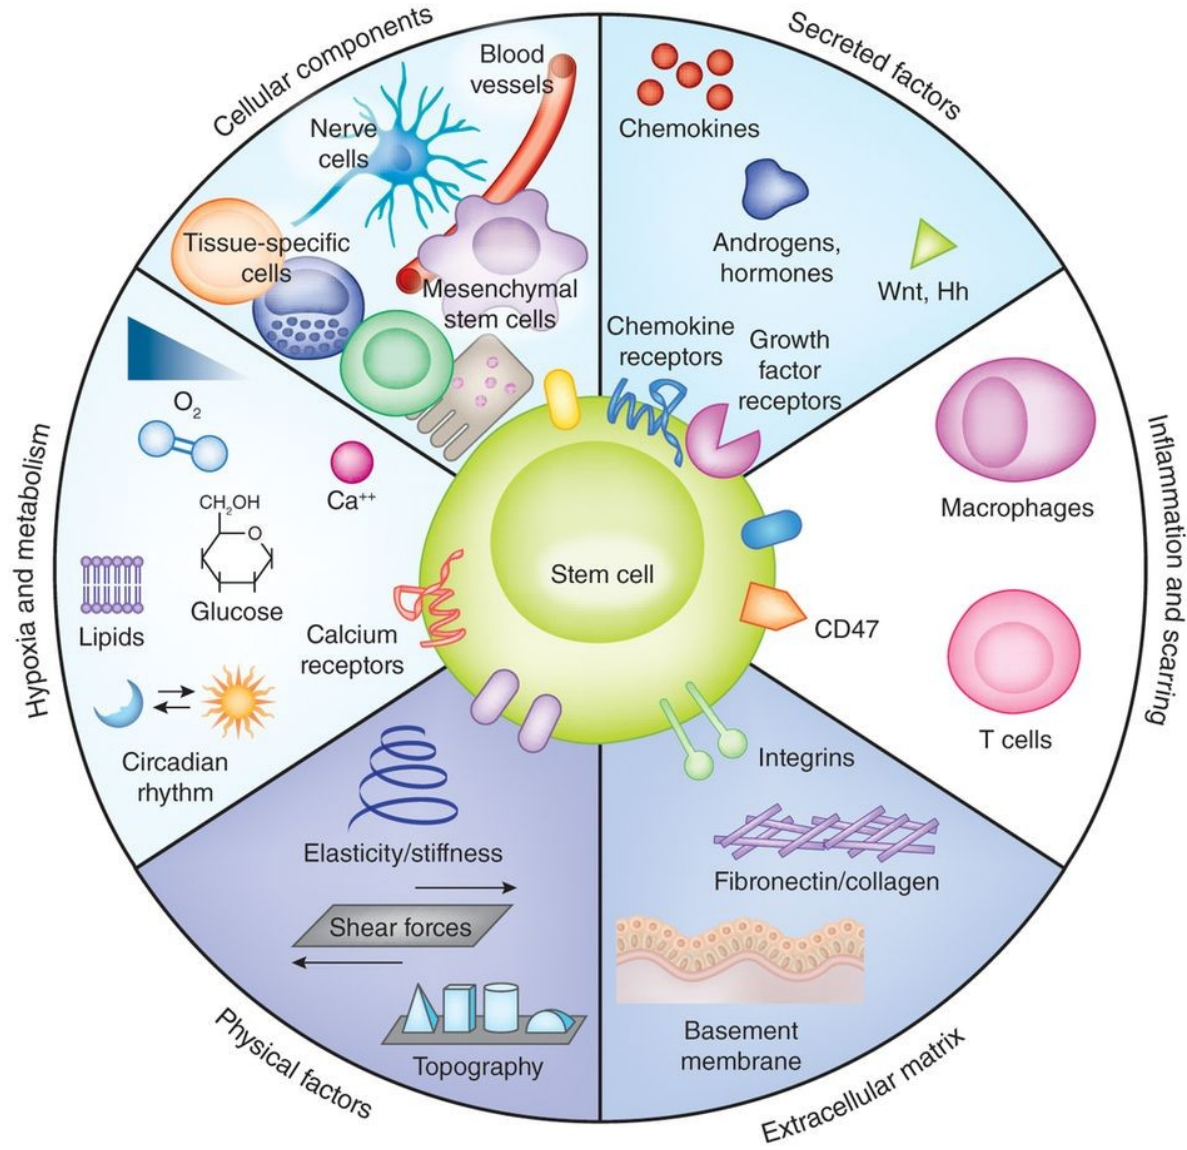 Cellular components
Blood
vessels
Nerve
cells
Tissue-specific
cells
Mesenchymal
stem cells
Secreted factors
Chemokines
Androgens,
hormones
Wnt, Hh
Chemokine
receptors
Growth
factor
receptors
Inflammation and scarring
Macrophages
CD47
T cells
Stem cell
Hypoxia and metabolism
O₂
Ca⁺⁺
CH₂OH
O
Glucose
Lipids
Calcium
receptors
Circadian
rhythm
Physical factors
Elasticity/stiffness
Shear forces
Topography
Extracellular matrix
Integrins
Fibronectin/collagen
Basement
membrane